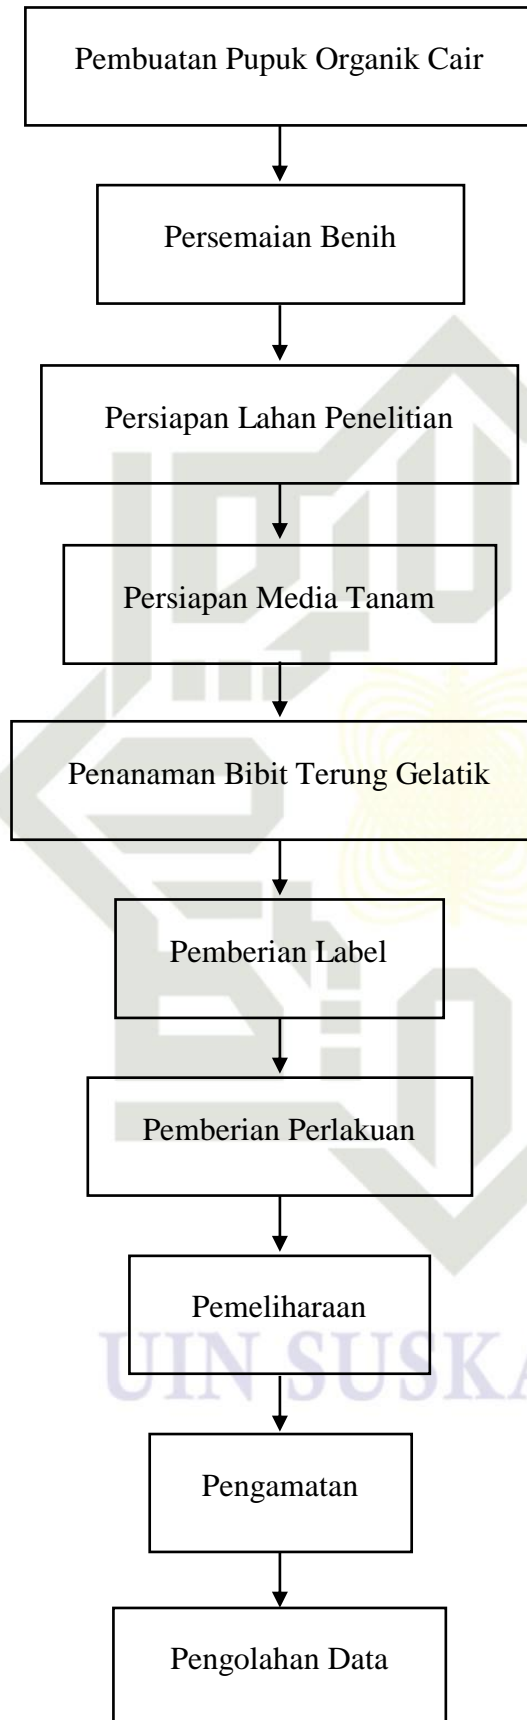 Pembuatan Pupuk Organik Cair
Persemaian Benih
Persiapan Lahan Penelitian
Persiapan Media Tanam
Penanaman Bibit Terung Gelatik
Pemberian Label
Pemberian Perlakuan
Pemeliharaan
UIN SUSKA
Pengamatan
Pengolahan Data